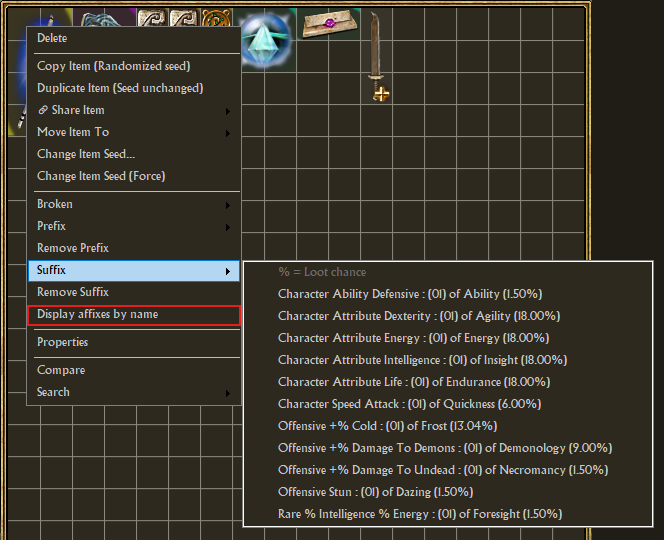 Delete
Copy Item (Randomized seed)
Duplicate Item (Seed unchanged)
Share Item
Move Item To
Change Item Seed...
Change Item Seed (Force)
Broken
Prefix
Remove Prefix
Suffix
Remove Suffix
Display affixes by name
Properties
Compare
Search
% = Loot chance
Character Ability Defensive : (01) of Ability (1.50%)
Character Attribute Dexterity : (01) of Agility (18.00%)
Character Attribute Energy : (01) of Energy (18.00%)
Character Attribute Intelligence : (01) of Insight (18.00%)
Character Attribute Life : (01) of Endurance (18.00%)
Character Speed Attack : (01) of Quickness (6.00%)
Offensive +% Cold : (01) of Frost (13.04%)
Offensive +% Damage To Demons : (01) of Demonology (9.00%)
Offensive +% Damage To Undead : (01) of Necromancy (1.50%)
Offensive Stun : (01) of Dazing (1.50%)
Rare % Intelligence % Energy : (01) of Foresight (1.50%)